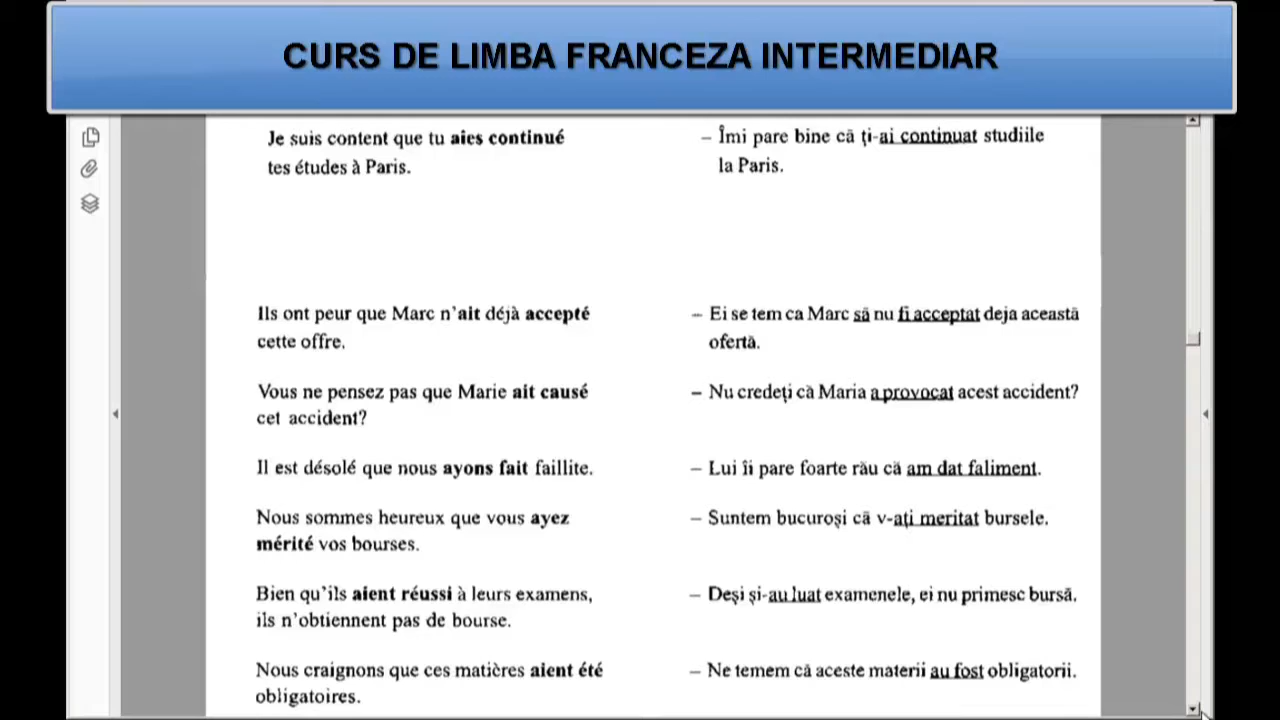 CURS DE LIMBA FRANCEZA INTERMEDIAR
Je suis content que tu aies continué
tes études à Paris.
– Îmi pare bine că ţi-ai continuat studiile
la Paris.
Ils ont peur que Marc n'ait déjà accepté
cette offre.
– Ei se tem ca Marc să nu fi acceptat deja această
ofertă.
Vous ne pensez pas que Marie ait causé
cet accident?
– Nu credeţi că Maria a provocat acest accident?
Il est désolé que nous ayons fait faillite.
– Lui îi pare foarte rău că am dat faliment.
Nous sommes heureux que vous ayez
mérité vos bourses.
– Suntem bucuroşi că v-aţi meritat bursele.
Bien qu'ils aient réussi à leurs examens,
ils n'obtiennent pas de bourse.
– Deşi şi-au luat examenele, ei nu primesc bursă.
Nous craignons que ces matières aient été
obligatoires.
– Ne temem că aceste materii au fost obligatorii.